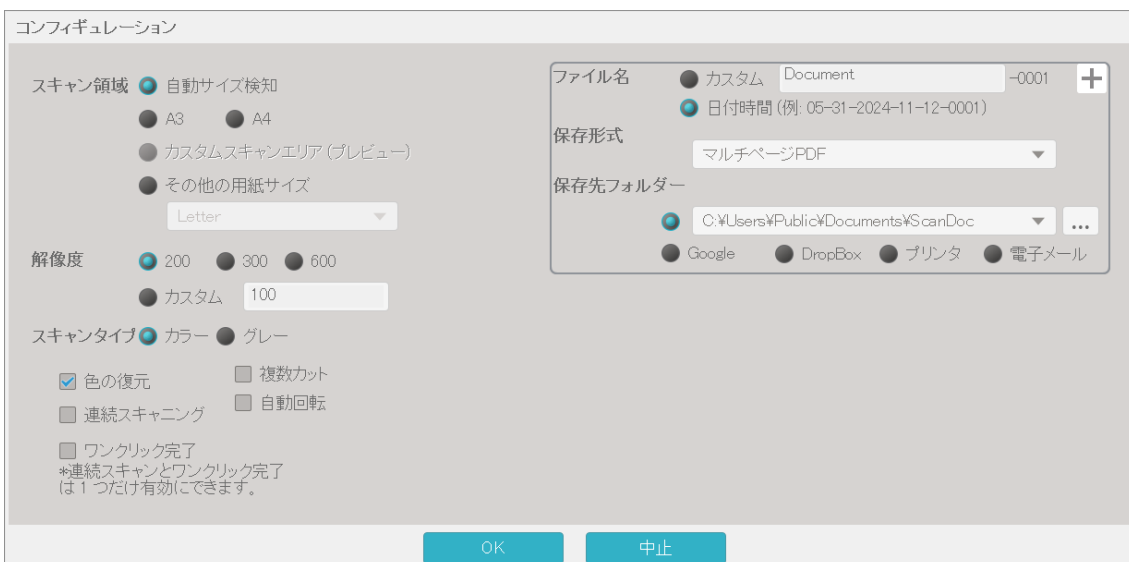 コンフィギュレーション
スキャン領域 自動サイズ検知
A3 A4
カスタムスキャンエリア (プレビュー)
その他の用紙サイズ
Letter
解像度 200 300 600
カスタム 100
スキャンタイプ カラー グレー
色の復元 複数カット
連続スキャニング 自動回転
ワンクリック完了
*連続スキャンとワンクリック完了
は1つだけ有効にできます。
ファイル名 カスタム Document -0001 +
日付時間 (例: 05-31-2024-11-12-0001)
保存形式
マルチページPDF
保存先フォルダー
C:¥Users¥Public¥Documents¥ScanDoc ...
Google DropBox プリンタ 電子メール
OK 中止